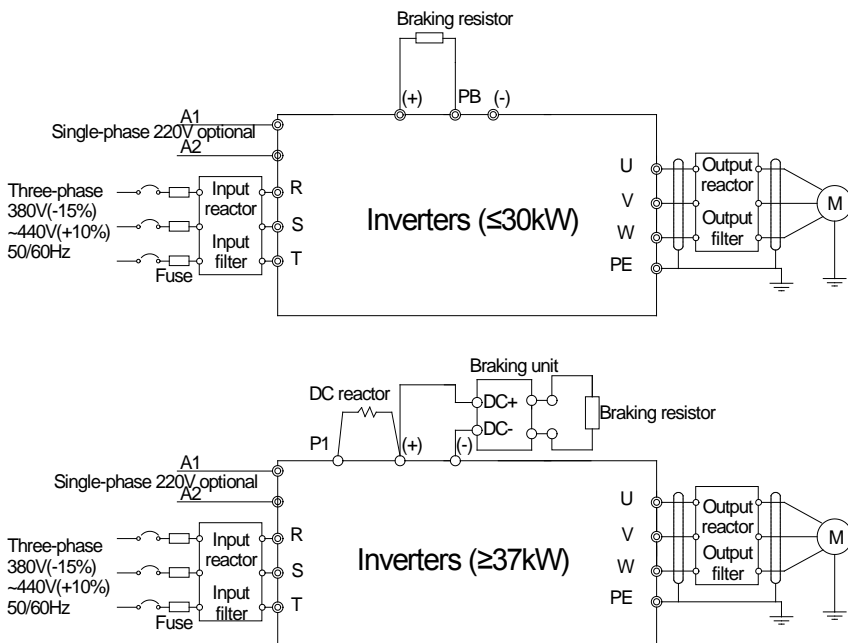 Braking resistor
(+)
PB
(-)
A1
Single-phase 220V optional
A2
Three-phase
380V(-15%)
~440V(+10%)
50/60Hz
Fuse
Input
reactor
Input
filter
R
S
T
Inverters (≤30kW)
U
V
W
PE
Output
reactor
Output
filter
M
Braking unit
DC reactor
DC+
DC-
Braking resistor
P1
(+)
(-)
A1
Single-phase 220V optional
A2
Three-phase
380V(-15%)
~440V(+10%)
50/60Hz
Fuse
Input
reactor
Input
filter
R
S
T
Inverters (≥37kW)
U
V
W
PE
Output
reactor
Output
filter
M